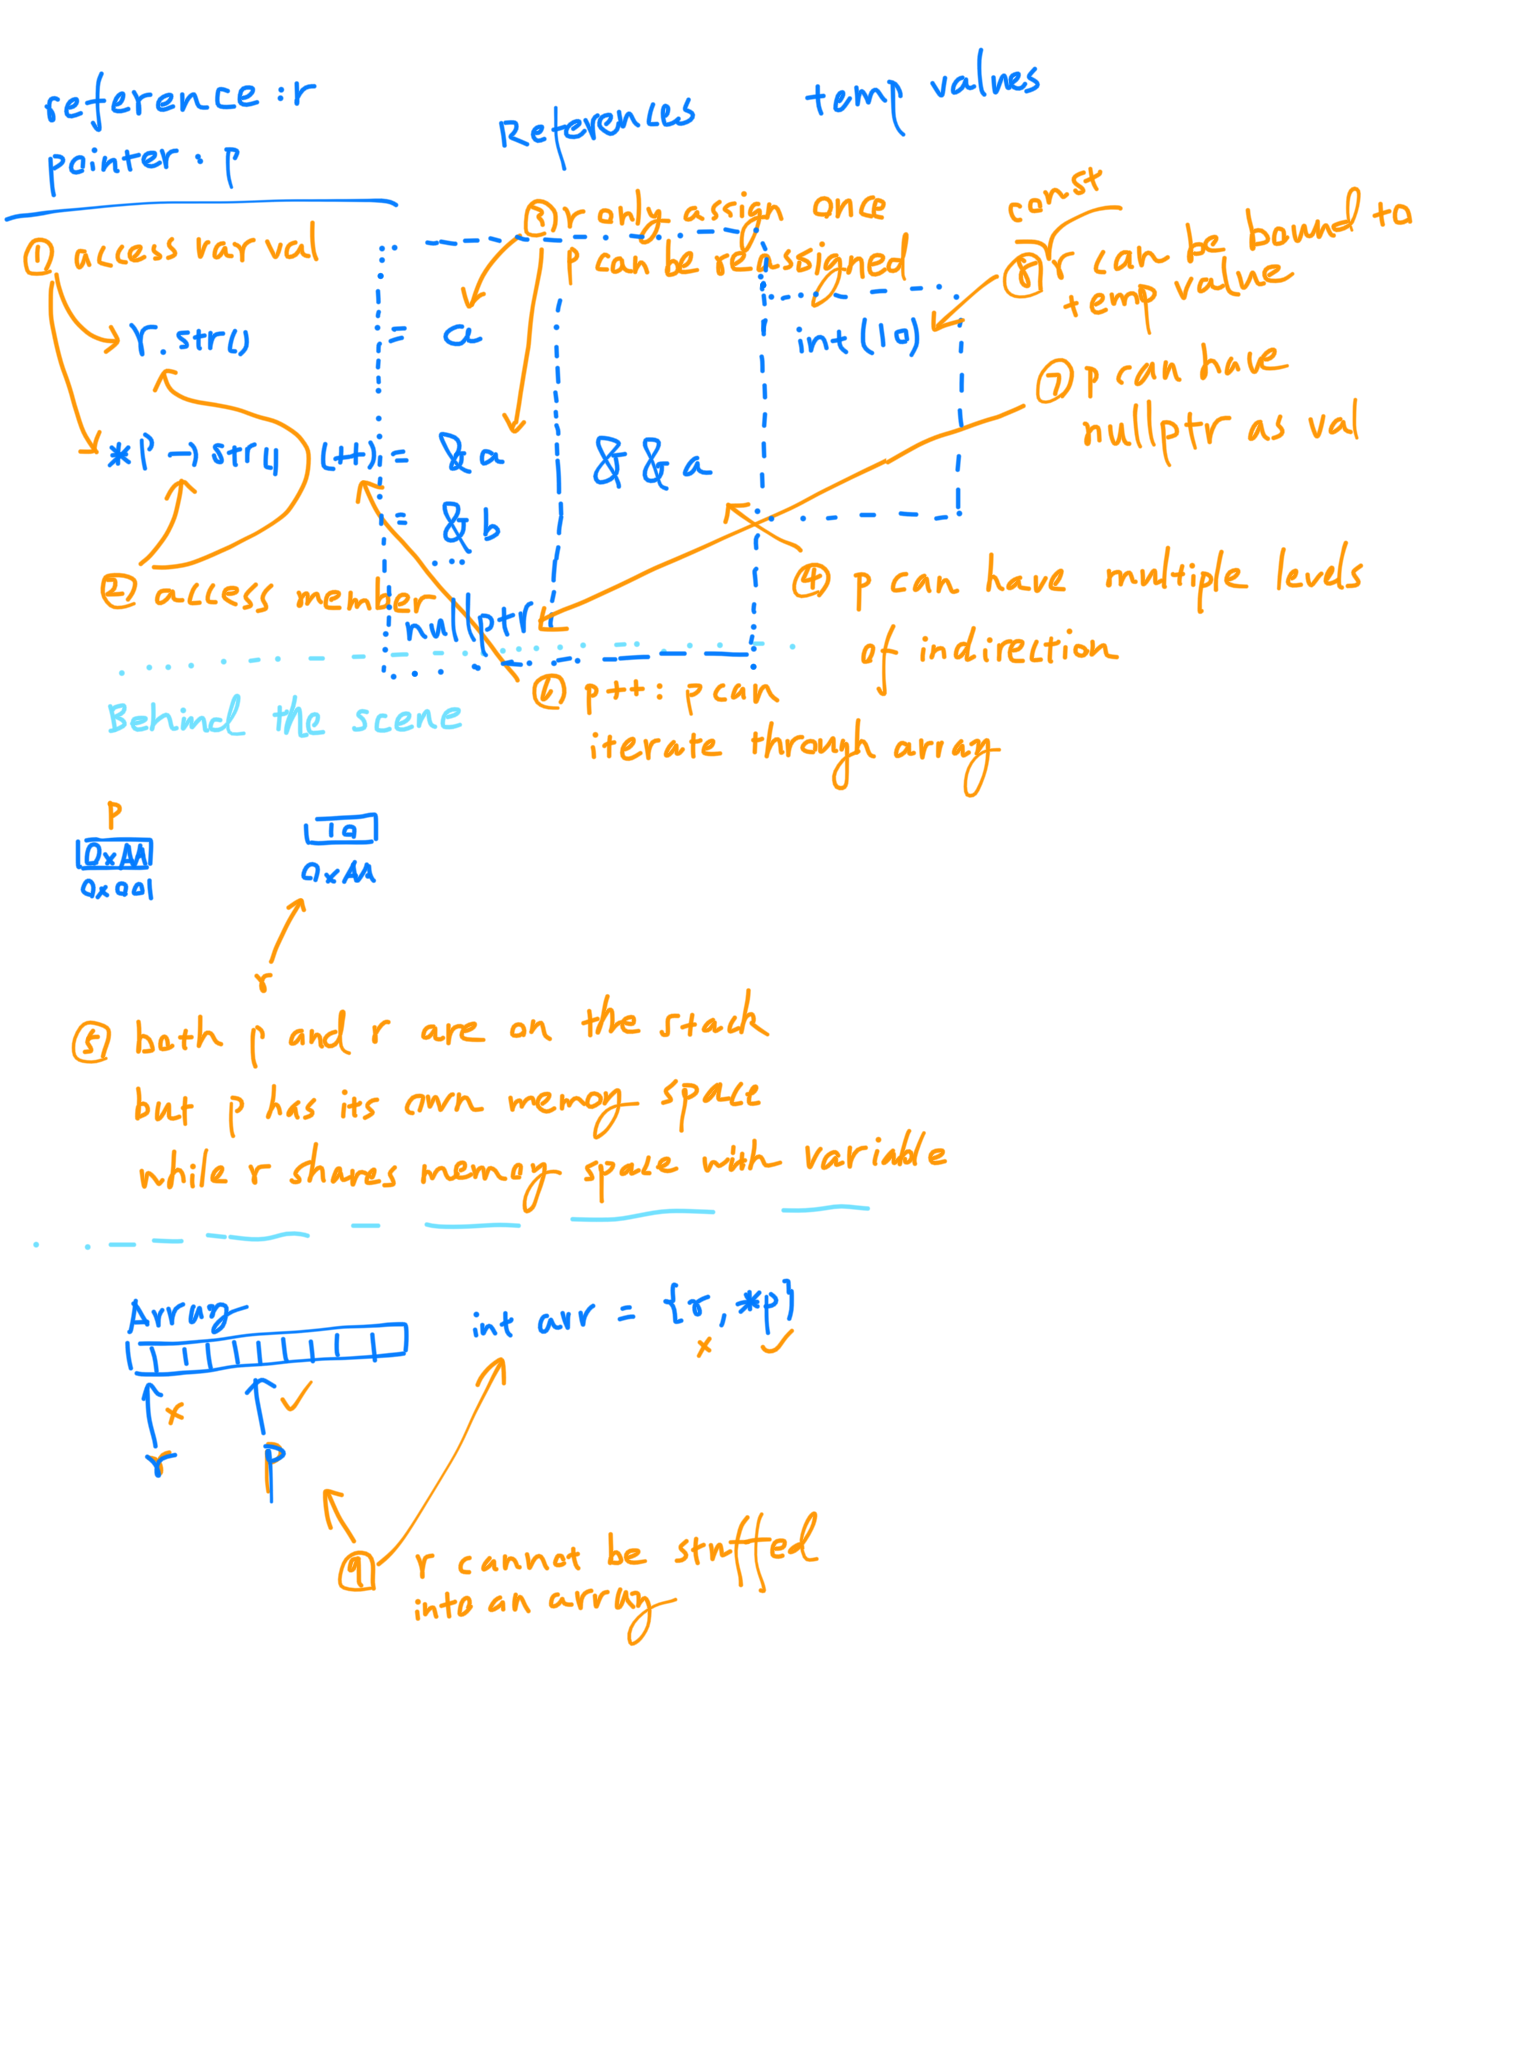 reference : r
pointer : p
References
temp values
① access var val
③ r only assign once
p can be reassigned
const
⑧ r can be bound to
temp value
r.str()
= a
int(10)
⑦ p can have
nullptr as val
*p → str() (++) = &a
&&a
= &b
...
② access member
nullptr
④ p can have multiple levels
of indirection
Behind the scene
⑥ p++ : p can
iterate through array
p
0xAA
0x001
10
0xAA
r
⑤ both p and r are on the stack
but p has its own memory space
while r shares memory space with variable
Array
int arr = {r, *p}
x ✓
x ✓
r p
⑨ r cannot be stuffed
into an array